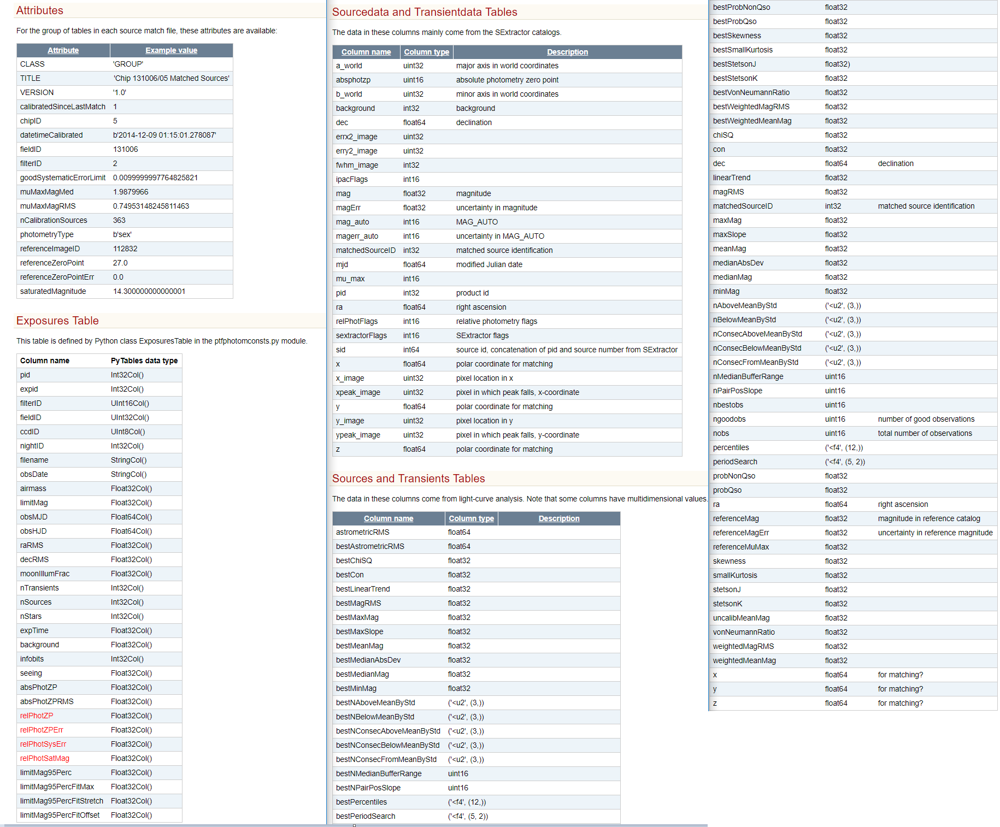 Attributes
For the group of tables in each source match file, these attributes are available:
Attribute Example value
CLASS 'GROUP'
TITLE 'Chip 131006/05 Matched Sources'
VERSION '1.0'
calibratedSinceLastMatch 1
chipID 5
datetimeCalibrated b'2014-12-09 01:15:01.278087'
fieldID 131006
filterID 2
goodSystematicErrorLimit 0.0099999997764825821
muMaxMagMed 1.9879966
muMaxMagRMS 0.74953148245811463
nCalibrationSources 363
photometryType b'sex'
referenceImageID 112832
referenceZeroPoint 27.0
referenceZeroPointErr 0.0
saturatedMagnitude 14.300000000000001
Exposures Table
This table is defined by Python class ExposuresTable in the ptfphotomconsts.py module.
Column name PyTables data type
pid Int32Col()
expid Int32Col()
filterID UInt16Col()
fieldID UInt32Col()
ccdID UInt8Col()
nightID Int32Col()
filename StringCol()
obsDate StringCol()
airmass Float32Col()
limitMag Float32Col()
obsMJD Float64Col()
obsHJD Float64Col()
raRMS Float32Col()
decRMS Float32Col()
moonIllumFrac Float32Col()
nTransients Int32Col()
nSources Int32Col()
nStars Int32Col()
expTime Float32Col()
background Float32Col()
infobits Int32Col()
seeing Float32Col()
absPhotZP Float32Col()
absPhotZPRMS Float32Col()
relPhotZP Float32Col()
relPhotZPErr Float32Col()
relPhotSysErr Float32Col()
relPhotSatMag Float32Col()
limitMag95Perc Float32Col()
limitMag95PercFitMax Float32Col()
limitMag95PercFitStretch Float32Col()
limitMag95PercFitOffset Float32Col()
Sourcedata and Transientdata Tables
The data in these columns mainly come from the SExtractor catalogs.
Column name Column type Description
a_world uint32 major axis in world coordinates
absphotzp uint16 absolute photometry zero point
b_world uint32 minor axis in world coordinates
background int32 background
dec float64 declination
errx2_image uint32
erry2_image uint32
fwhm_image int32
ipacFlags int16
mag float32 magnitude
magErr float32 uncertainty in magnitude
mag_auto int16 MAG_AUTO
magerr_auto int16 uncertainty in MAG_AUTO
matchedSourceID int32 matched source identification
mjd float64 modified Julian date
mu_max int16
pid int32 product id
ra float64 right ascension
relPhotFlags int16 relative photometry flags
sextractorFlags int16 SExtractor flags
sid int64 source id, concatenation of pid and source number from SExtractor
x float64 polar coordinate for matching
x_image uint32 pixel location in x
xpeak_image uint32 pixel in which peak falls, x-coordinate
y float64 polar coordinate for matching
y_image uint32 pixel location in y
ypeak_image uint32 pixel in which peak falls, y-coordinate
z float64 polar coordinate for matching
Sources and Transients Tables
The data in these columns come from light-curve analysis. Note that some columns have multidimensional values.
Column name Column type Description
astrometricRMS float64
bestAstrometricRMS float64
bestChiSQ float32
bestCon float32
bestLinearTrend float32
bestMagRMS float32
bestMaxMag float32
bestMaxSlope float32
bestMeanMag float32
bestMedianAbsDev float32
bestMedianMag float32
bestMinMag float32
bestNAboveMeanByStd ('<u2', (3,))
bestNBelowMeanByStd ('<u2', (3,))
bestNConsecAboveMeanByStd ('<u2', (3,))
bestNConsecBelowMeanByStd ('<u2', (3,))
bestNConsecFromMeanByStd ('<u2', (3,))
bestNMedianBufferRange uint16
bestNPairPosSlope uint16
bestPercentiles ('<f4', (12,))
bestPeriodSearch ('<f4', (5, 2))
bestProbNonQso float32
bestProbQso float32
bestSkewness float32
bestSmallKurtosis float32
bestStetsonJ float32)
bestStetsonK float32
bestVonNeumannRatio float32
bestWeightedMagRMS float32
bestWeightedMeanMag float32
chiSQ float32
con float32
dec float64 declination
linearTrend float32
magRMS float32
matchedSourceID int32 matched source identification
maxMag float32
maxSlope float32
meanMag float32
medianAbsDev float32
medianMag float32
minMag float32
nAboveMeanByStd ('<u2', (3,))
nBelowMeanByStd ('<u2', (3,))
nConsecAboveMeanByStd ('<u2', (3,))
nConsecBelowMeanByStd ('<u2', (3,))
nConsecFromMeanByStd ('<u2', (3,))
nMedianBufferRange uint16
nPairPosSlope uint16
nbestobs uint16
ngoodobs uint16 number of good observations
nobs uint16 total number of observations
percentiles ('<f4', (12,))
periodSearch ('<f4', (5, 2))
probNonQso float32
probQso float32
ra float64 right ascension
referenceMag float32 magnitude in reference catalog
referenceMagErr float32 uncertainty in reference magnitude
referenceMuMax float32
skewness float32
smallKurtosis float32
stetsonJ float32
stetsonK float32
uncalibMeanMag float32
vonNeumannRatio float32
weightedMagRMS float32
weightedMeanMag float32
x float64 for matching?
y float64 for matching?
z float64 for matching?